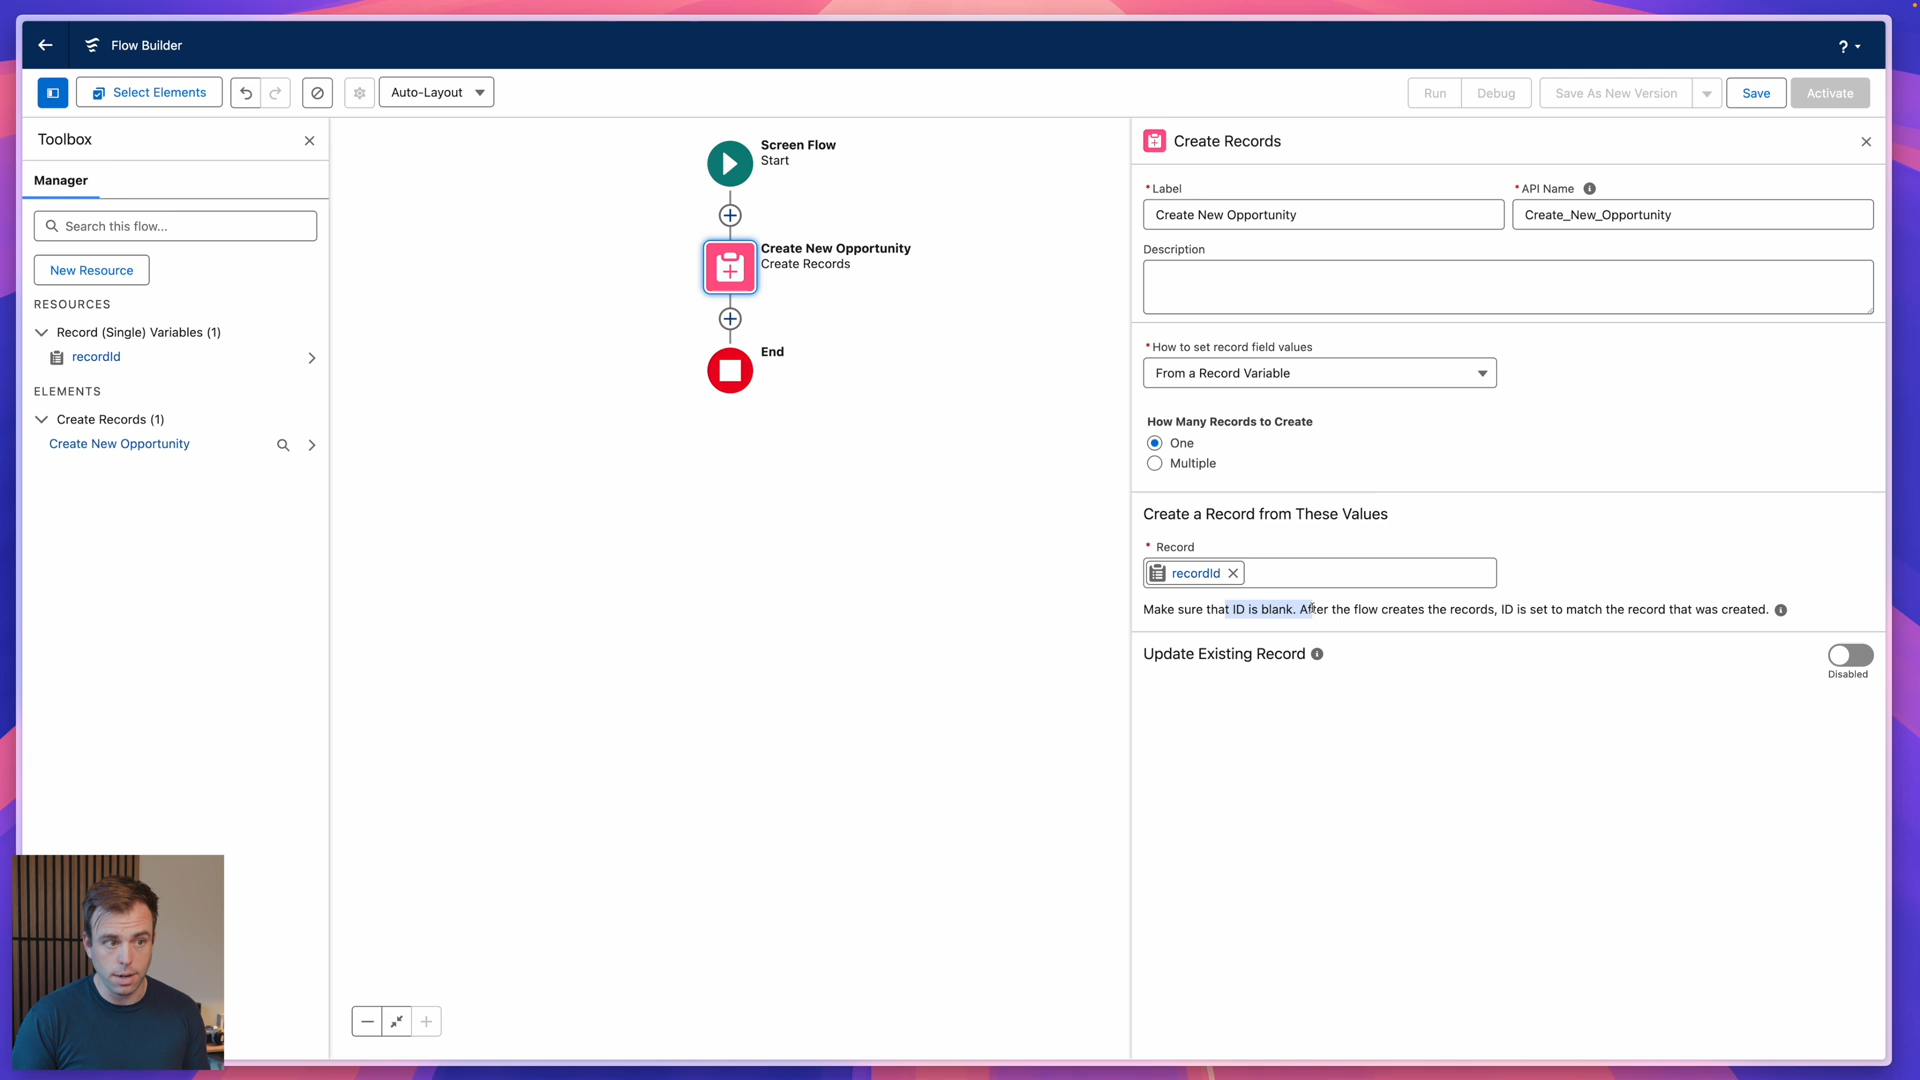 Flow Builder
?
Select Elements
Auto-Layout
Run
Debug
Save As New Version
Save
Activate
Toolbox
Manager
Search this flow...
New Resource
RESOURCES
Record (Single) Variables (1)
recordId
ELEMENTS
Create Records (1)
Create New Opportunity
Screen Flow
Start
Create New Opportunity
Create Records
End
Create Records
* Label
Create New Opportunity
* API Name
Create_New_Opportunity
Description
* How to set record field values
From a Record Variable
How Many Records to Create
One
Multiple
Create a Record from These Values
* Record
recordId
Make sure that ID is blank. After the flow creates the records, ID is set to match the record that was created.
Update Existing Record
Disabled